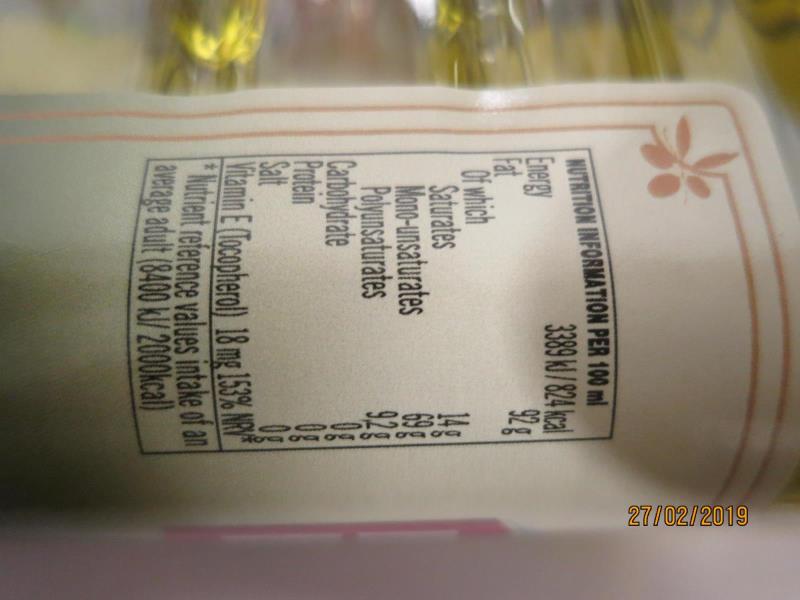 NUTRITION INFORMATION PER 100 ml
Energy 3389 kJ / 824 kcal
Fat 92 g
Of which
Saturates 14 g
Mono-unsaturates 69 g
Polyunsaturates 9,2 g
Carbohydrate 0 g
Protein 0 g
Salt 0 g
Vitamin E (Tocopherol) 18 mg 153% NRV*
* Nutrient reference values intake of an
average adult (8400 kJ/ 2000kcal)
27/02/2019